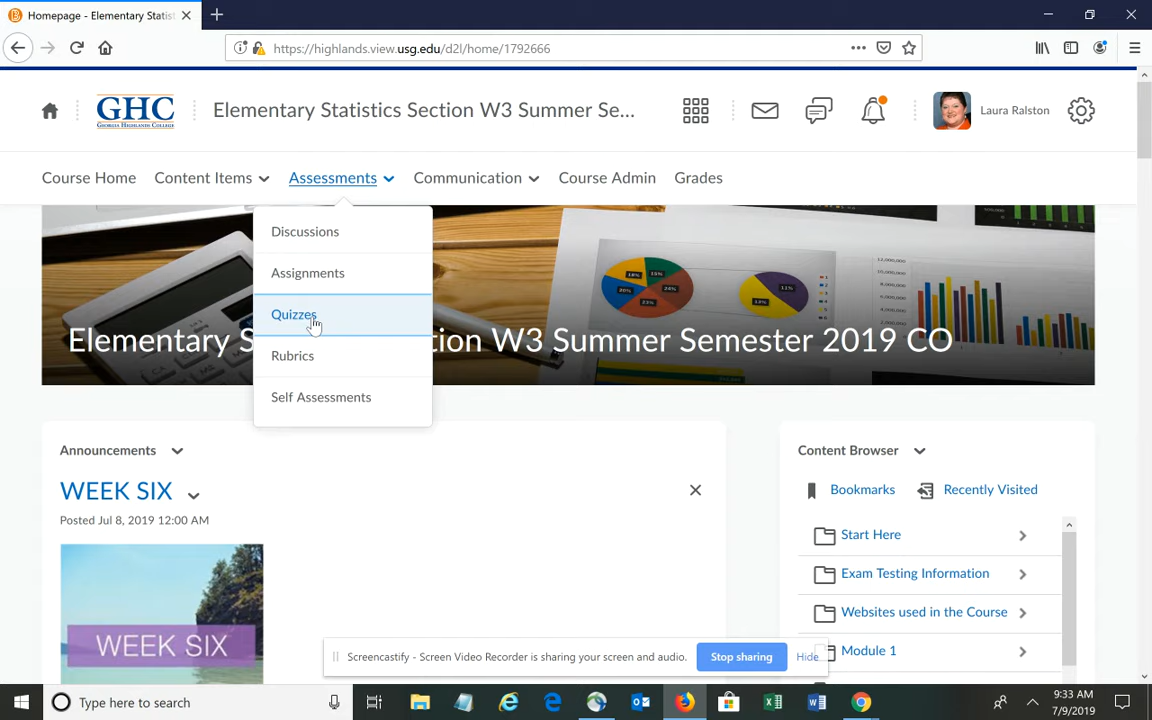 Homepage - Elementary Statist
https://highlands.view.usg.edu/d2l/home/1792666
GHC
GEORGIA HIGHLANDS COLLEGE
Elementary Statistics Section W3 Summer Se...
Laura Ralston
Course Home
Content Items
Assessments
Communication
Course Admin
Grades
Discussions
Assignments
Quizzes
Rubrics
Self Assessments
Elementary S
tion W3 Summer Semester 2019 CO
Announcements
WEEK SIX
Posted Jul 8, 2019 12:00 AM
WEEK SIX
Content Browser
Bookmarks
Recently Visited
Start Here
Exam Testing Information
Websites used in the Course
Module 1
Screencastify - Screen Video Recorder is sharing your screen and audio.
Stop sharing
Hide
Type here to search
9:33 AM
7/9/2019